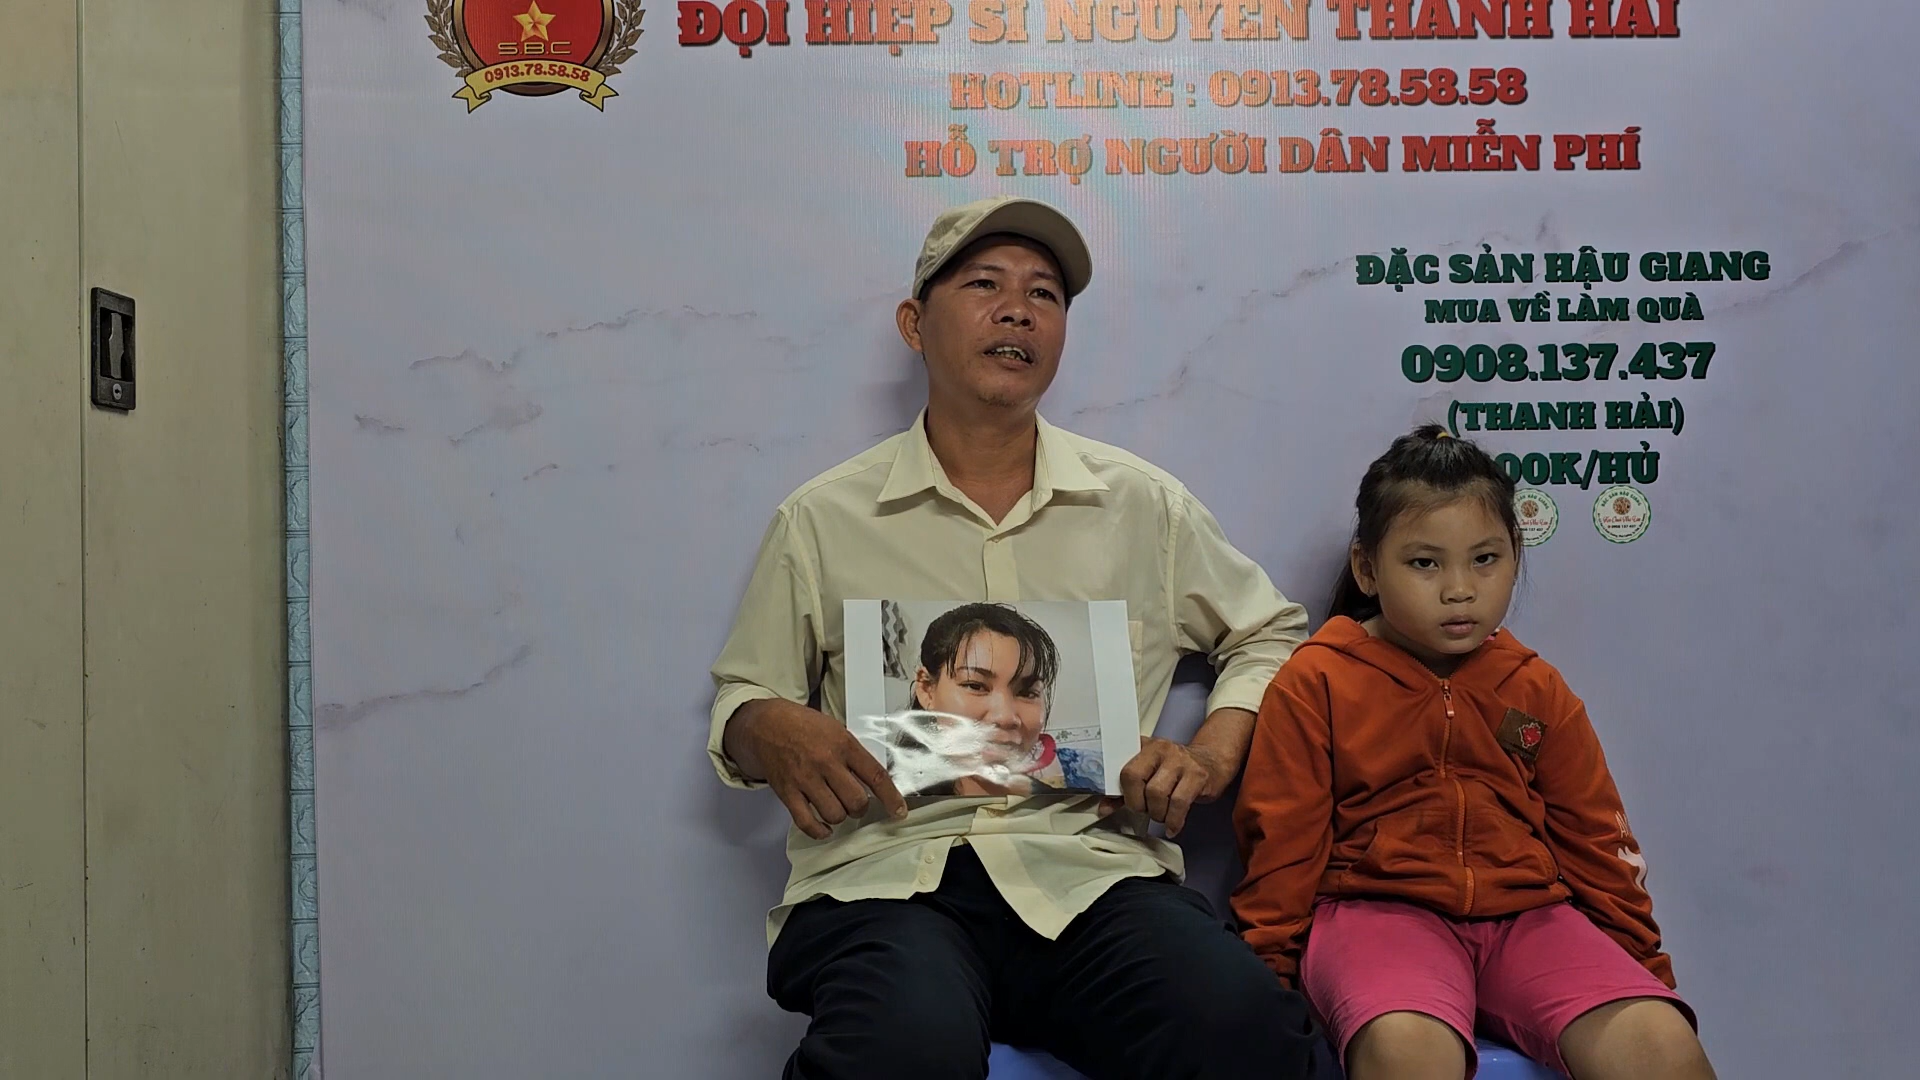 S.B.C
0913.78.58.58
ĐỘI HIỆP SĨ NGUYỄN THANH HẢI
HOTLINE : 0913.78.58.58
HỖ TRỢ NGƯỜI DÂN MIỄN PHÍ
ĐẶC SẢN HẬU GIANG
MUA VỀ LÀM QUÀ
0908.137.437
(THANH HẢI)
00K/HỦ